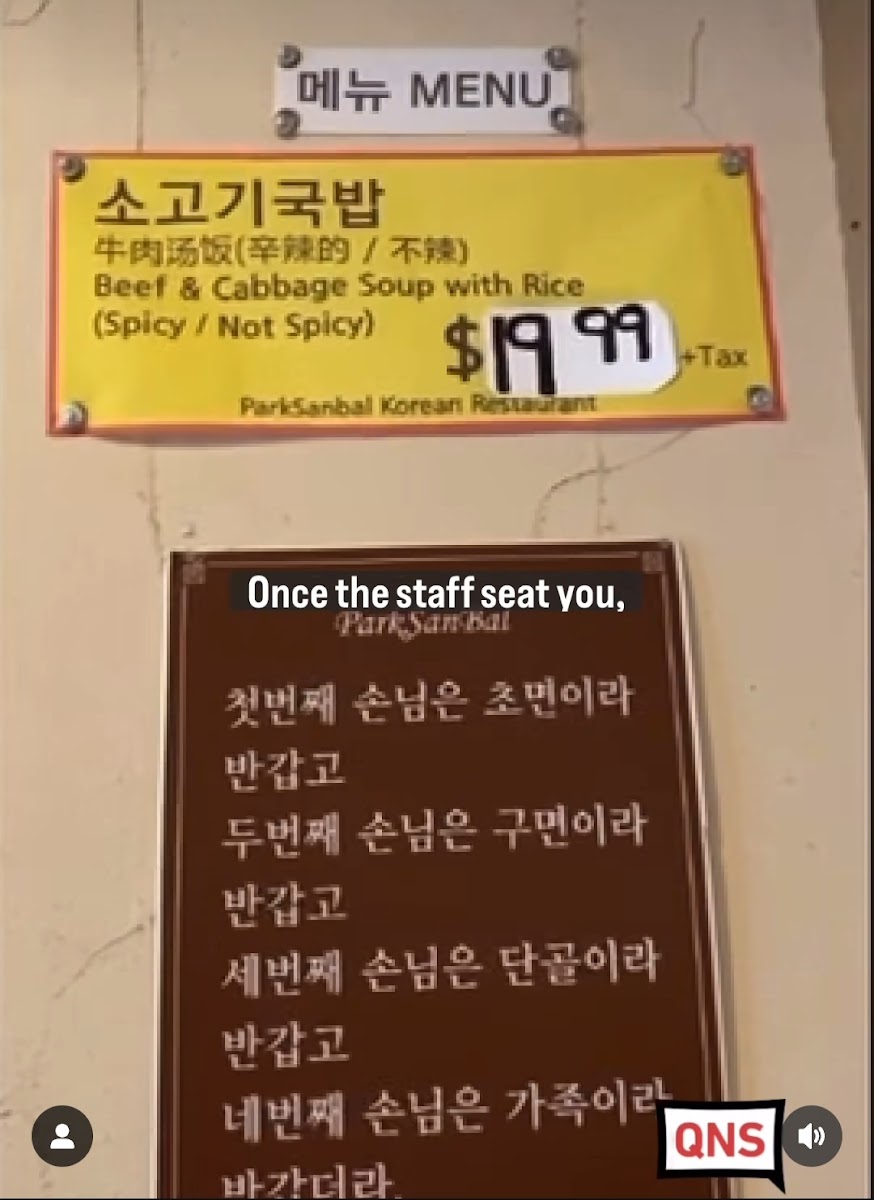 메뉴 MENU
소고기국밥
牛肉汤饭(辛辣的 / 不辣)
Beef & Cabbage Soup with Rice
(Spicy / Not Spicy)
$19.99 +Tax
ParkSanbal Korean Restaurant
Once the staff seat you,
ParkSanBal
첫번째 손님은 초면이라
반갑고
두번째 손님은 구면이라
반갑고
세번째 손님은 단골이라
반갑고
네번째 손님은 가족이라
반갑더라.
QNS